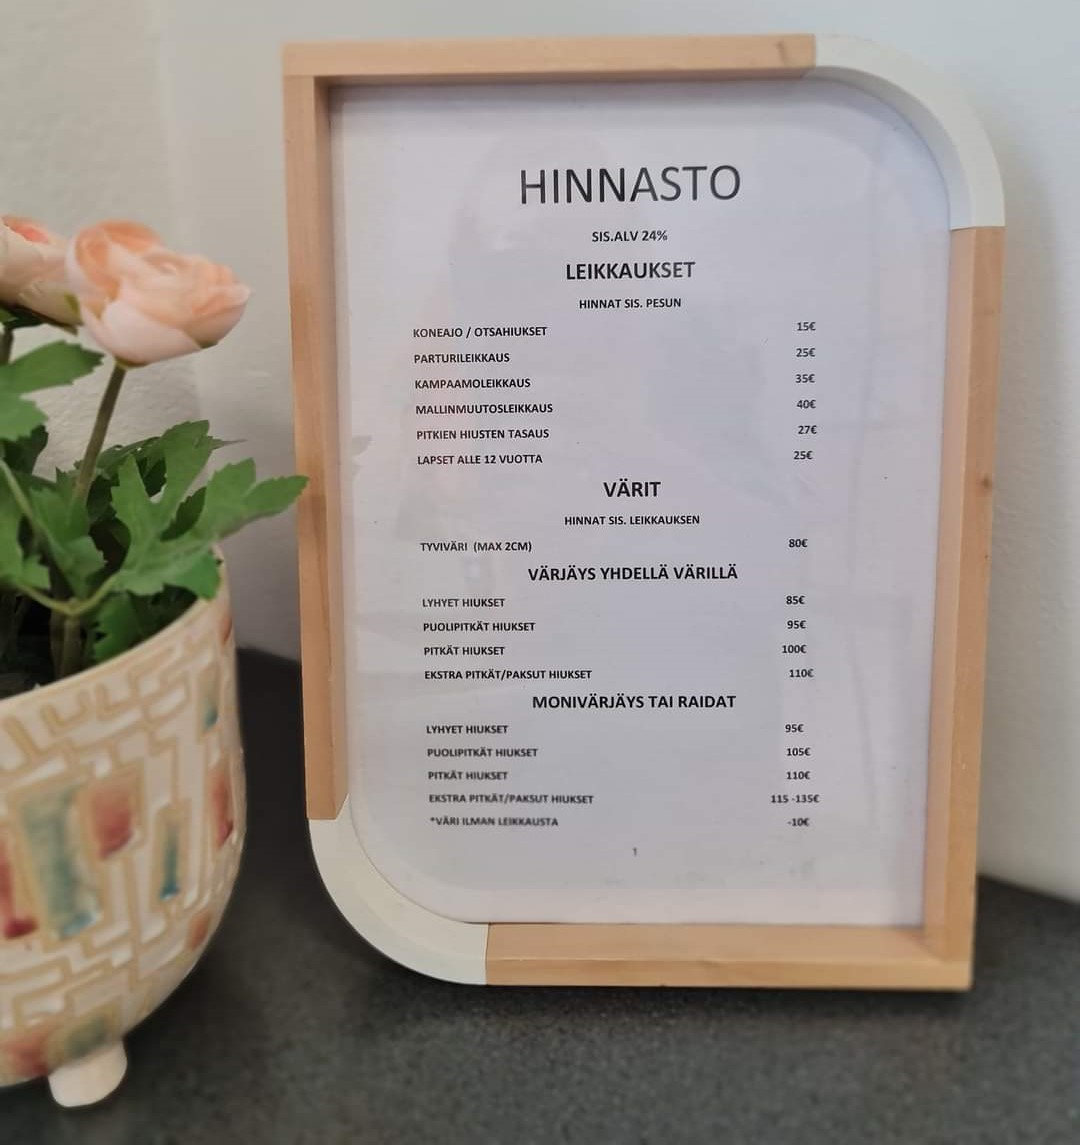 HINNASTO
SIS.ALV 24%
LEIKKAUKSET
HINNAT SIS. PESUN
KONEAJO / OTSAHIUKSET 15€
PARTURILEIKKAUS 25€
KAMPAAMOLEIKKAUS 35€
MALLINMUUTOSLEIKKAUS 40€
PITKIEN HIUSTEN TASAUS 27€
LAPSET ALLE 12 VUOTTA 25€
VÄRIT
HINNAT SIS. LEIKKAUKSEN
TYVIVÄRI (MAX 2CM) 80€
VÄRJÄYS YHDELLÄ VÄRILLÄ
LYHYET HIUKSET 85€
PUOLIPITKÄT HIUKSET 95€
PITKÄT HIUKSET 100€
EKSTRA PITKÄT/PAKSUT HIUKSET 110€
MONIVÄRJÄYS TAI RAIDAT
LYHYET HIUKSET 95€
PUOLIPITKÄT HIUKSET 105€
PITKÄT HIUKSET 110€
EKSTRA PITKÄT/PAKSUT HIUKSET 115 -135€
*VÄRI ILMAN LEIKKAUSTA -10€
1